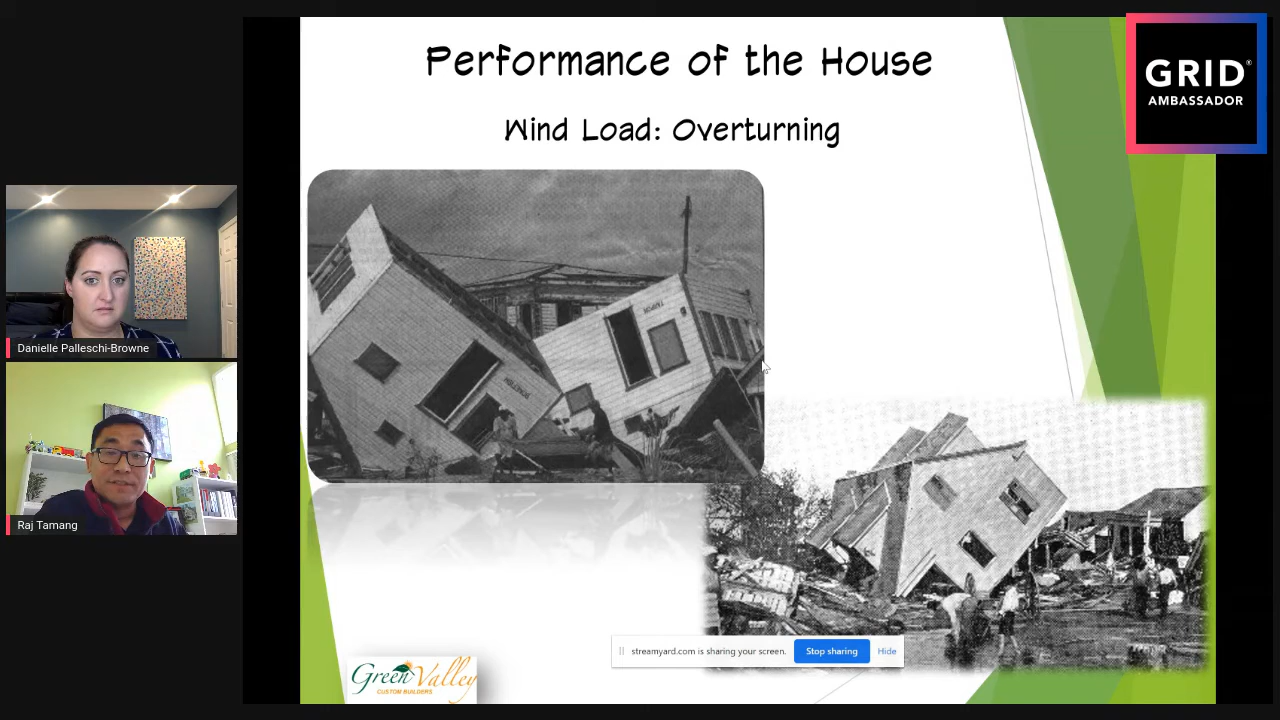 Performance of the House
Wind Load: Overturning
GRID®
AMBASSADOR
Danielle Palleschi-Browne
Raj Tamang
streamyard.com is sharing your screen.
Stop sharing
Hide
Green Valley
CUSTOM BUILDERS